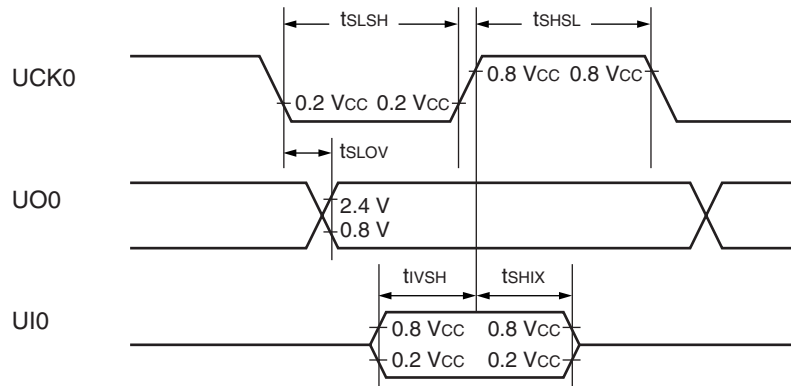 tSLSH tSHSL
UCK0
0.8 VCC 0.8 VCC
0.2 VCC 0.2 VCC
tSLOV
UO0
2.4 V
0.8 V
tIVSH tSHIX
UI0
0.8 VCC 0.8 VCC
0.2 VCC 0.2 VCC